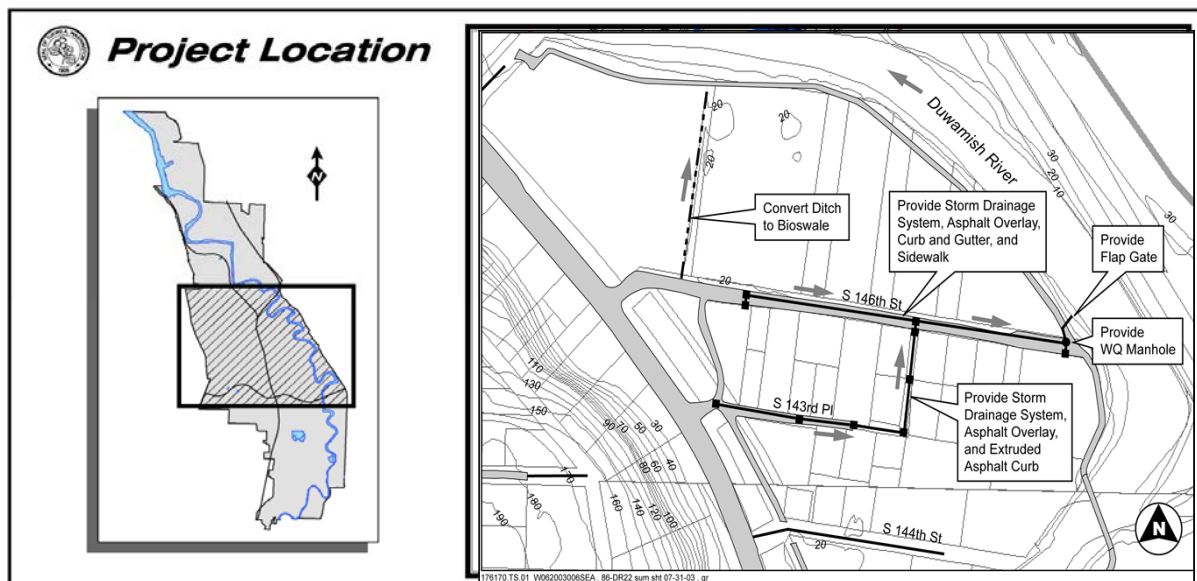 Project Location
N
Duwamish River
Convert Ditch
to Bioswale
Provide Storm Drainage
System, Asphalt Overlay,
Curb and Gutter, and
Sidewalk
Provide
Flap Gate
Provide
WQ Manhole
S 146th St
S 143rd Pl
Provide Storm
Drainage System,
Asphalt Overlay,
and Extruded
Asphalt Curb
S 144th St
20
20
20
20
30
20
10
30
110
130
150
90
70
50
30
80
60
40
170
180
190
160
140
120
100
20
N
176170.TS.01_W062003006SEA . 86-DR22 sum sht 07-31-03 . gr